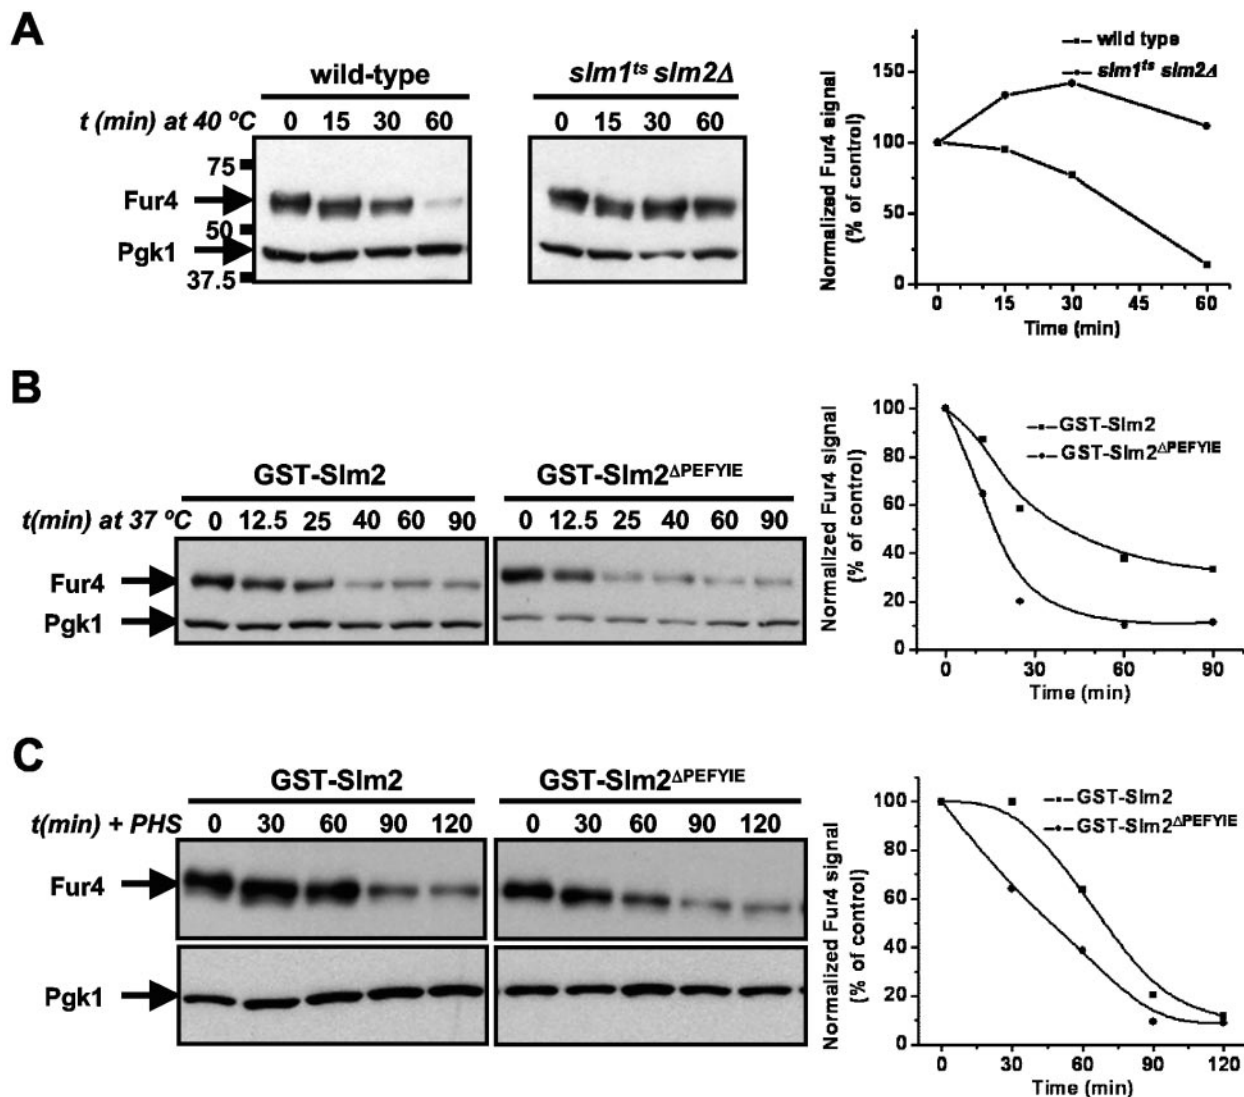 A
wild-type
slm1ts slm2Δ
t (min) at 40 ºC 0 15 30 60
0 15 30 60
75
Fur4
50
Pgk1
37.5
wild type
slm1ts slm2Δ
Normalized Fur4 signal
(% of control)
150
100
50
0
0 15 30 45 60
Time (min)
B
GST-Slm2
GST-Slm2ΔPEFYIE
t(min) at 37 ºC 0 12.5 25 40 60 90
0 12.5 25 40 60 90
Fur4
Pgk1
GST-Slm2
GST-Slm2ΔPEFYIE
Normalized Fur4 signal
(% of control)
100
80
60
40
20
0
0 30 60 90
Time (min)
C
GST-Slm2
GST-Slm2ΔPEFYIE
t(min) + PHS 0 30 60 90 120
0 30 60 90 120
Fur4
Pgk1
GST-Slm2
GST-Slm2ΔPEFYIE
Normalized Fur4 signal
(% of control)
100
80
60
40
20
0
0 30 60 90 120
Time (min)